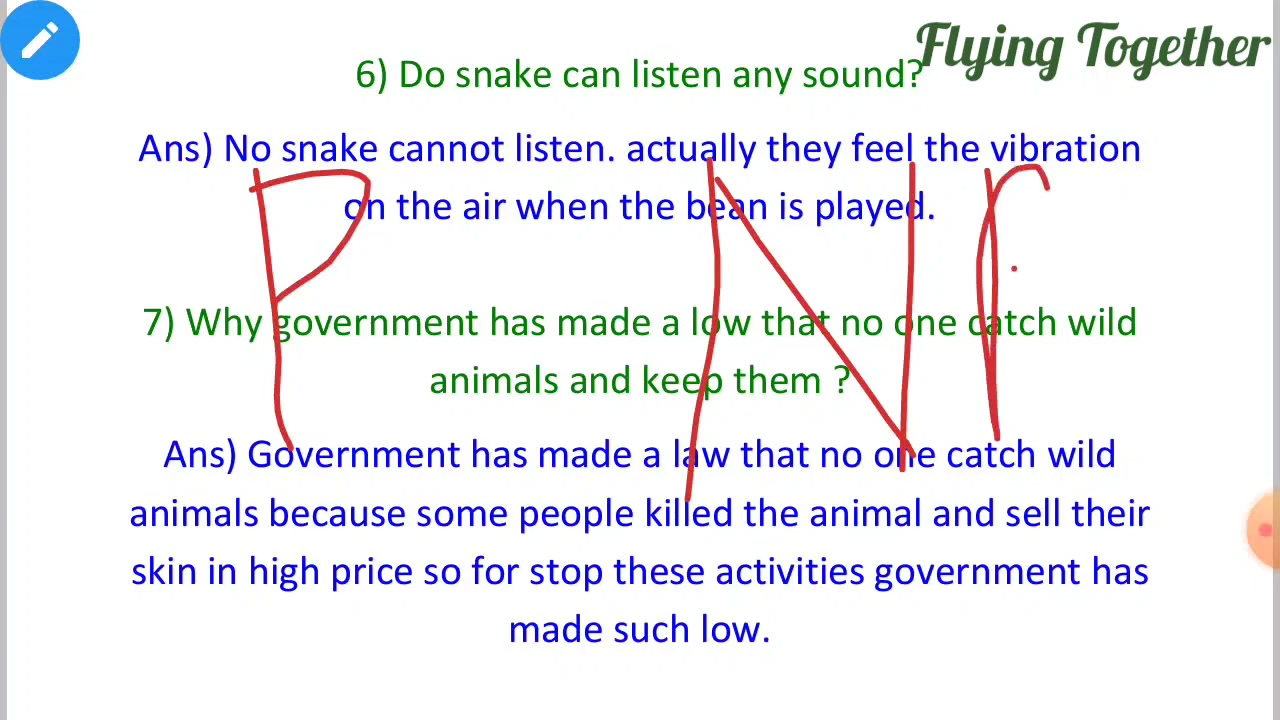 Flying Together
6) Do snake can listen any sound?
Ans) No snake cannot listen. actually they feel the vibration
on the air when the bean is played.
7) Why government has made a low that no one catch wild
animals and keep them ?
Ans) Government has made a law that no one catch wild
animals because some people killed the animal and sell their
skin in high price so for stop these activities government has
made such low.
P N r